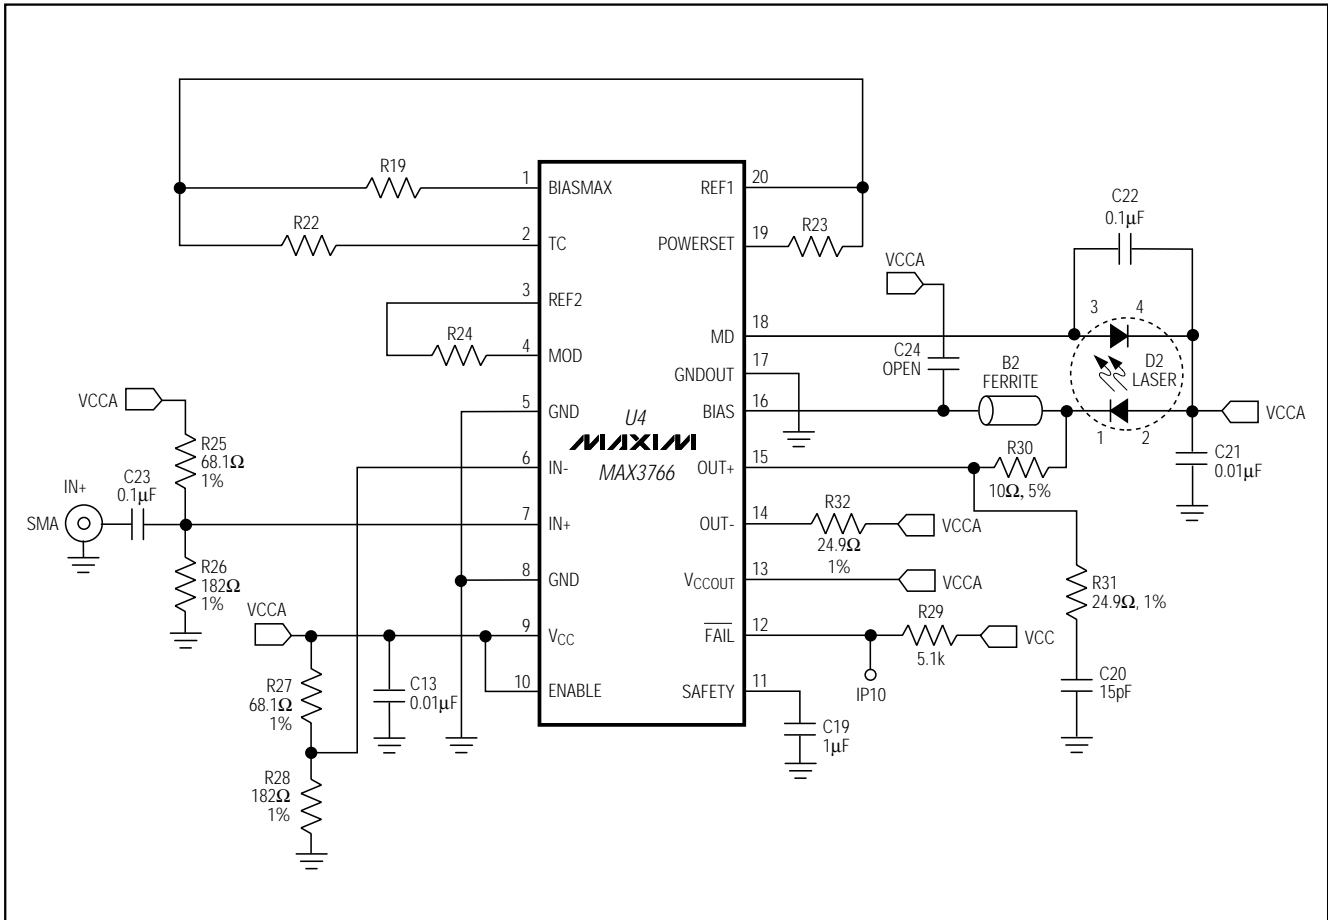 R19
1
BIASMAX
R22
2
TC
3
REF2
R24
4
MOD
5
GND
6
IN-
7
IN+
8
GND
9
VCC
10
ENABLE
U4
MAXIM
MAX3766
20
REF1
19
POWERSET
R23
18
MD
17
GNDOUT
16
BIAS
15
OUT+
14
OUT-
13
VCCOUT
12
FAIL
11
SAFETY
VCCA
R25
68.1Ω
1%
IN+
C23
0.1µF
SMA
R26
182Ω
1%
VCCA
R27
68.1Ω
1%
C13
0.01µF
R28
182Ω
1%
VCCA
C24
OPEN
B2
FERRITE
C22
0.1µF
3
4
D2
LASER
1
2
VCCA
C21
0.01µF
R30
10Ω, 5%
R32
24.9Ω
1%
VCCA
VCCA
R31
24.9Ω, 1%
R29
5.1k
VCC
IP10
C20
15pF
C19
1µF